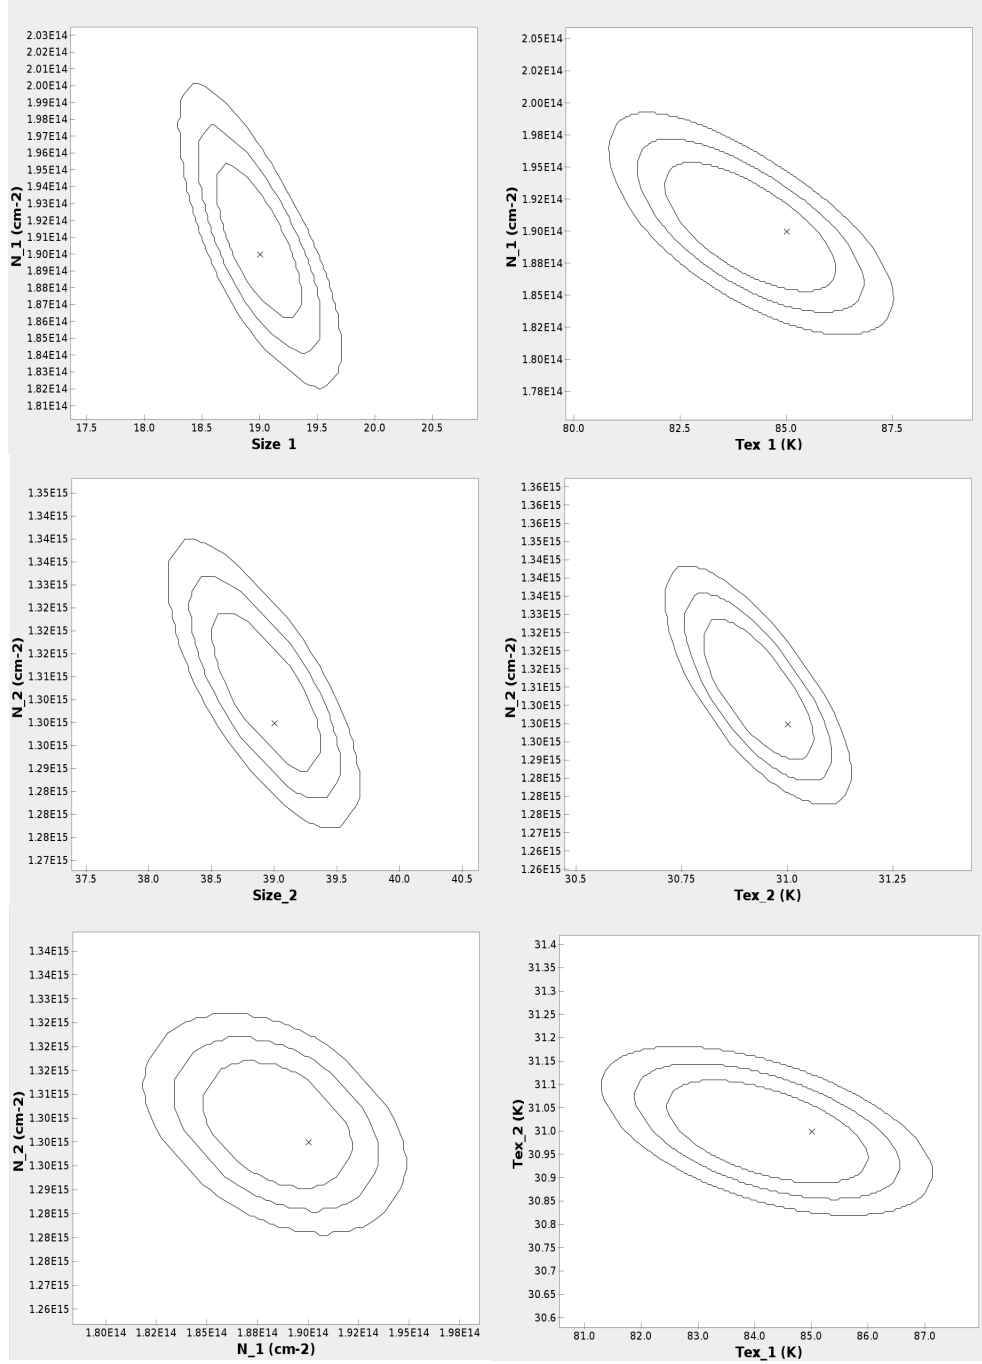 2.03E14
2.02E14
2.01E14
2.00E14
1.99E14
1.98E14
1.97E14
1.96E14
1.95E14
1.94E14
1.93E14
1.92E14
1.91E14
1.90E14
1.89E14
1.88E14
1.87E14
1.86E14
1.85E14
1.84E14
1.83E14
1.82E14
1.81E14
N_1 (cm-2)
17.5 18.0 18.5 19.0 19.5 20.0 20.5
Size_1
2.05E14
2.02E14
2.00E14
1.98E14
1.95E14
1.92E14
1.90E14
1.88E14
1.85E14
1.82E14
1.80E14
1.78E14
N_1 (cm-2)
80.0 82.5 85.0 87.5
Tex_1 (K)
1.35E15
1.34E15
1.34E15
1.33E15
1.32E15
1.32E15
1.31E15
1.31E15
1.30E15
1.30E15
1.30E15
1.29E15
1.28E15
1.28E15
1.28E15
1.27E15
N_2 (cm-2)
37.5 38.0 38.5 39.0 39.5 40.0 40.5
Size_2
1.36E15
1.36E15
1.36E15
1.35E15
1.34E15
1.34E15
1.34E15
1.33E15
1.32E15
1.32E15
1.32E15
1.31E15
1.30E15
1.30E15
1.30E15
1.29E15
1.28E15
1.28E15
1.28E15
1.27E15
1.26E15
1.26E15
N_2 (cm-2)
30.5 30.75 31.0 31.25
Tex_2 (K)
1.34E15
1.34E15
1.33E15
1.32E15
1.32E15
1.32E15
1.31E15
1.30E15
1.30E15
1.30E15
1.29E15
1.28E15
1.28E15
1.28E15
1.27E15
1.26E15
N_2 (cm-2)
1.80E14 1.82E14 1.85E14 1.88E14 1.90E14 1.92E14 1.95E14 1.98E14
N_1 (cm-2)
31.4
31.35
31.3
31.25
31.2
31.15
31.1
31.05
31.0
30.95
30.9
30.85
30.8
30.75
30.7
30.65
30.6
Tex_2 (K)
81.0 82.0 83.0 84.0 85.0 86.0 87.0
Tex_1 (K)